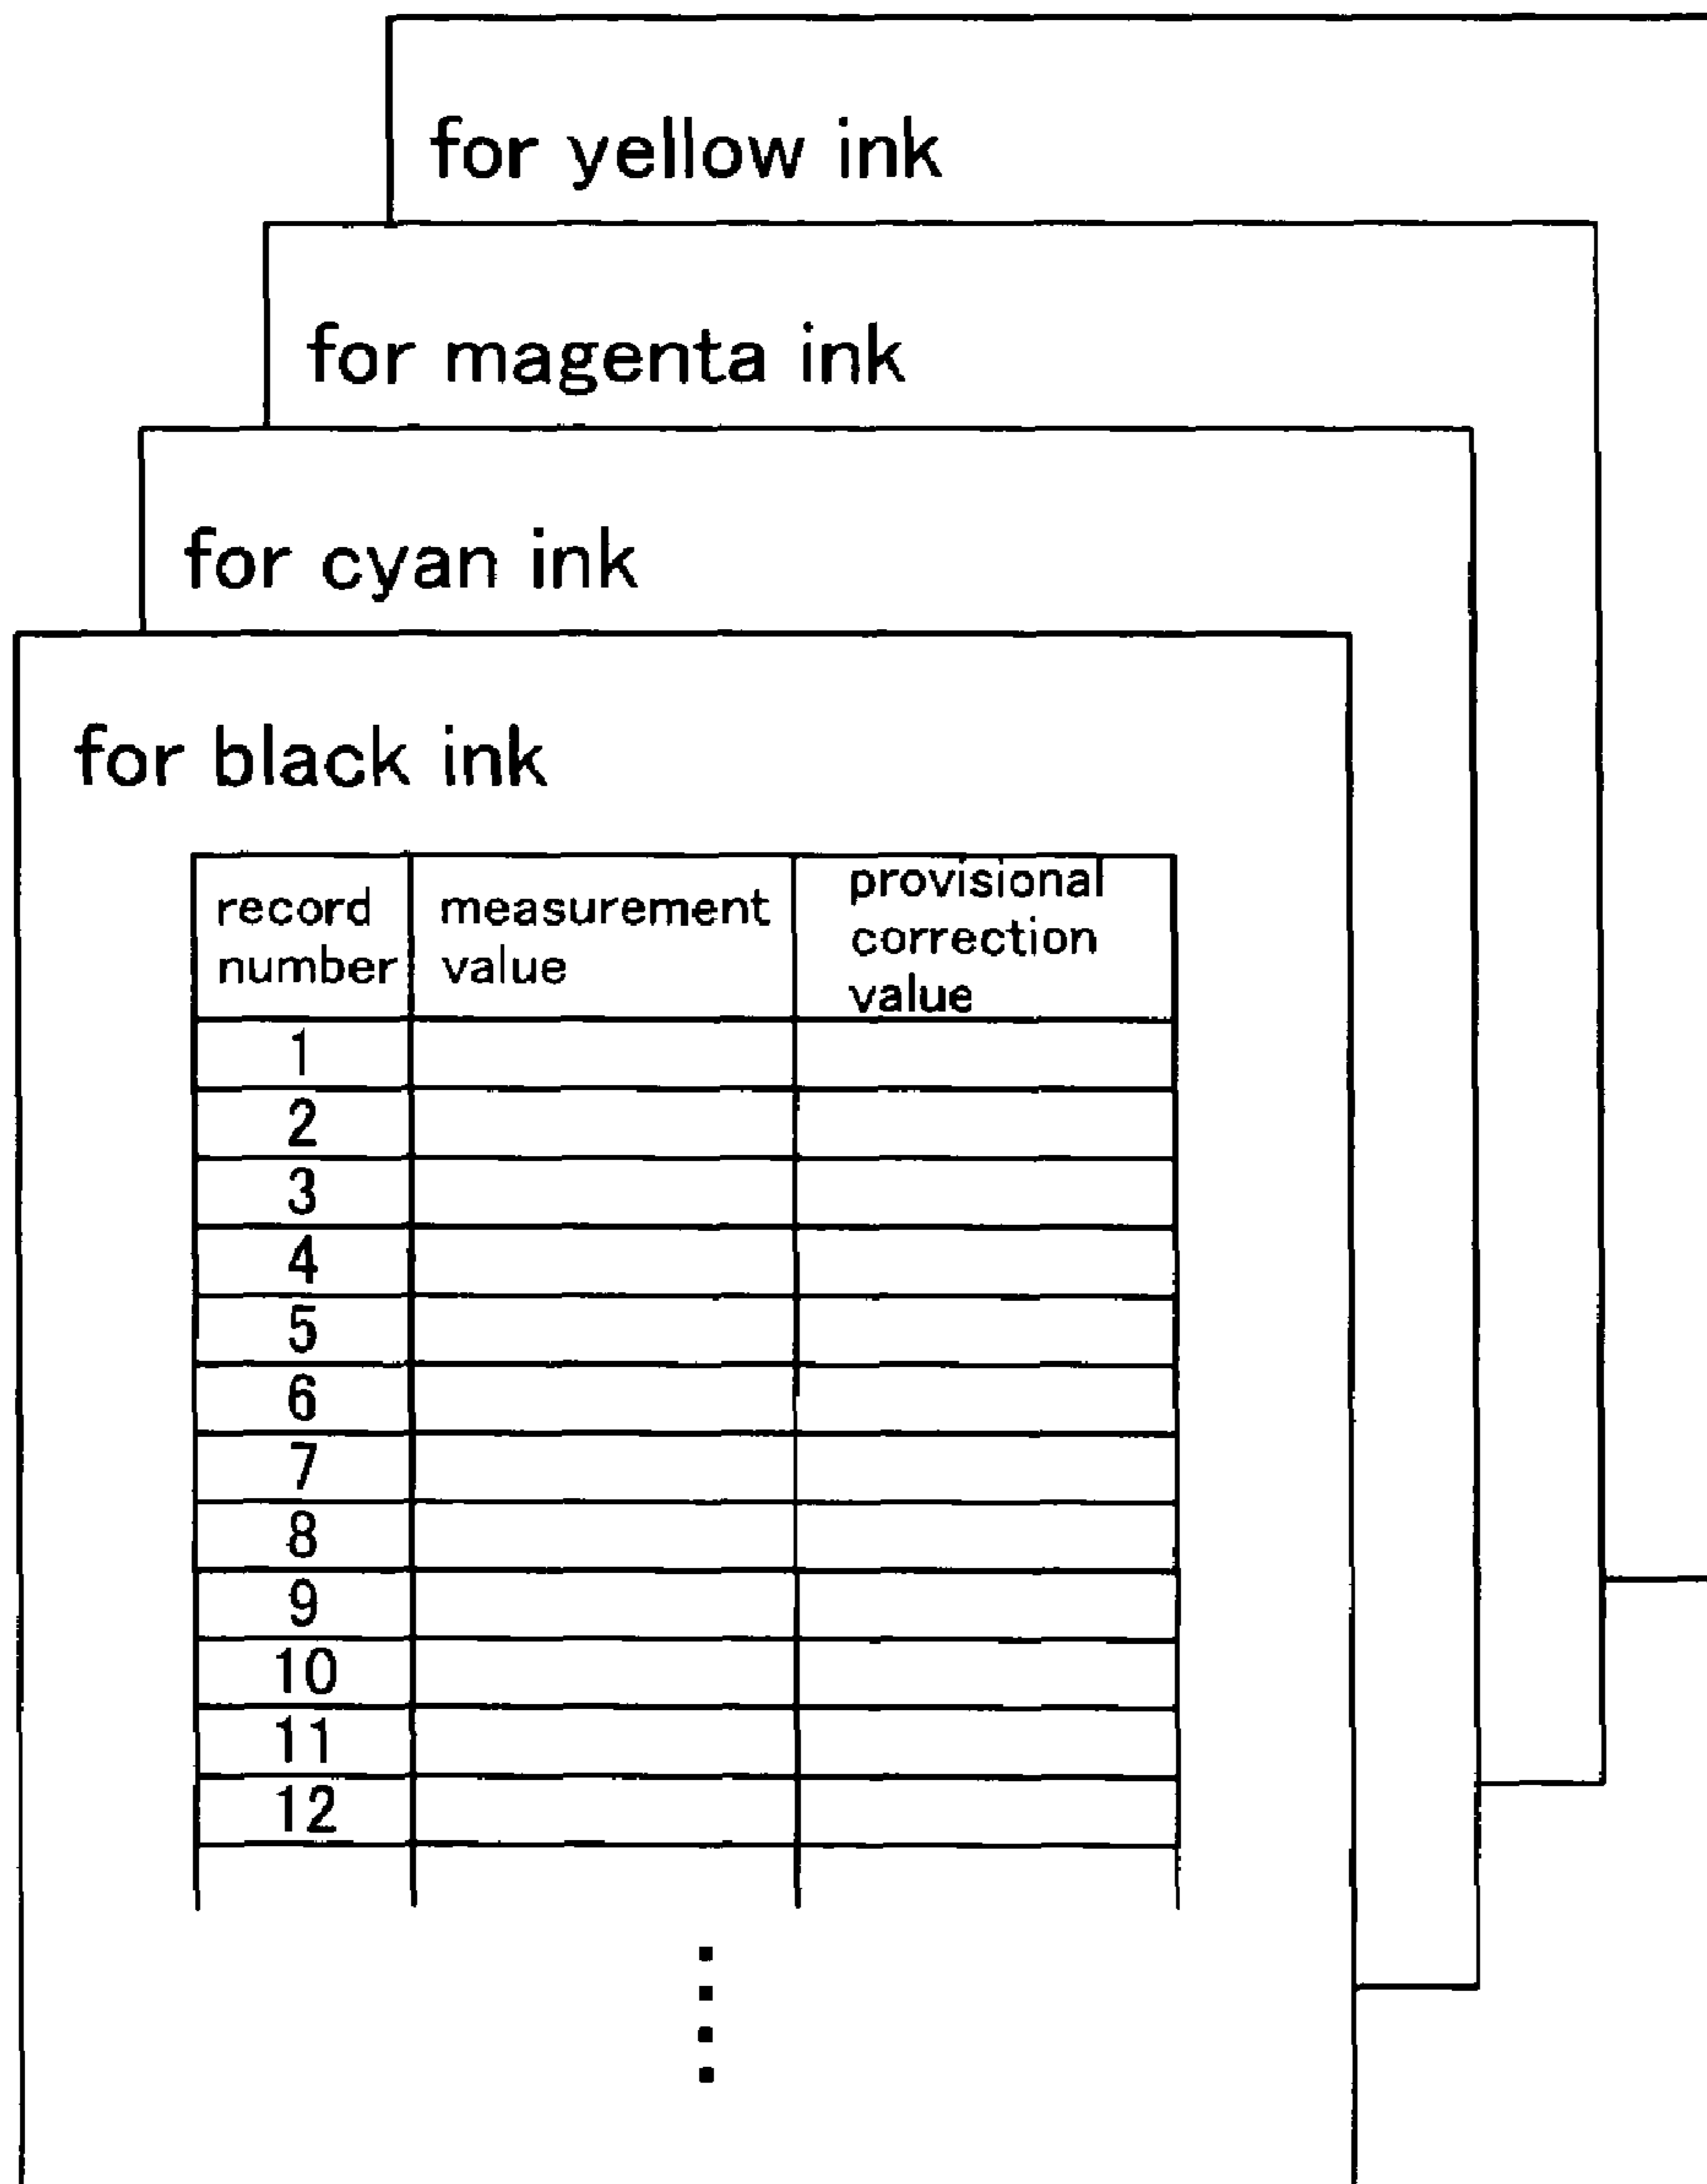 for yellow ink
for magenta ink
for cyan ink
for black ink
record number
measurement value
provisional correction value
1
2
3
4
5
6
7
8
9
10
11
12